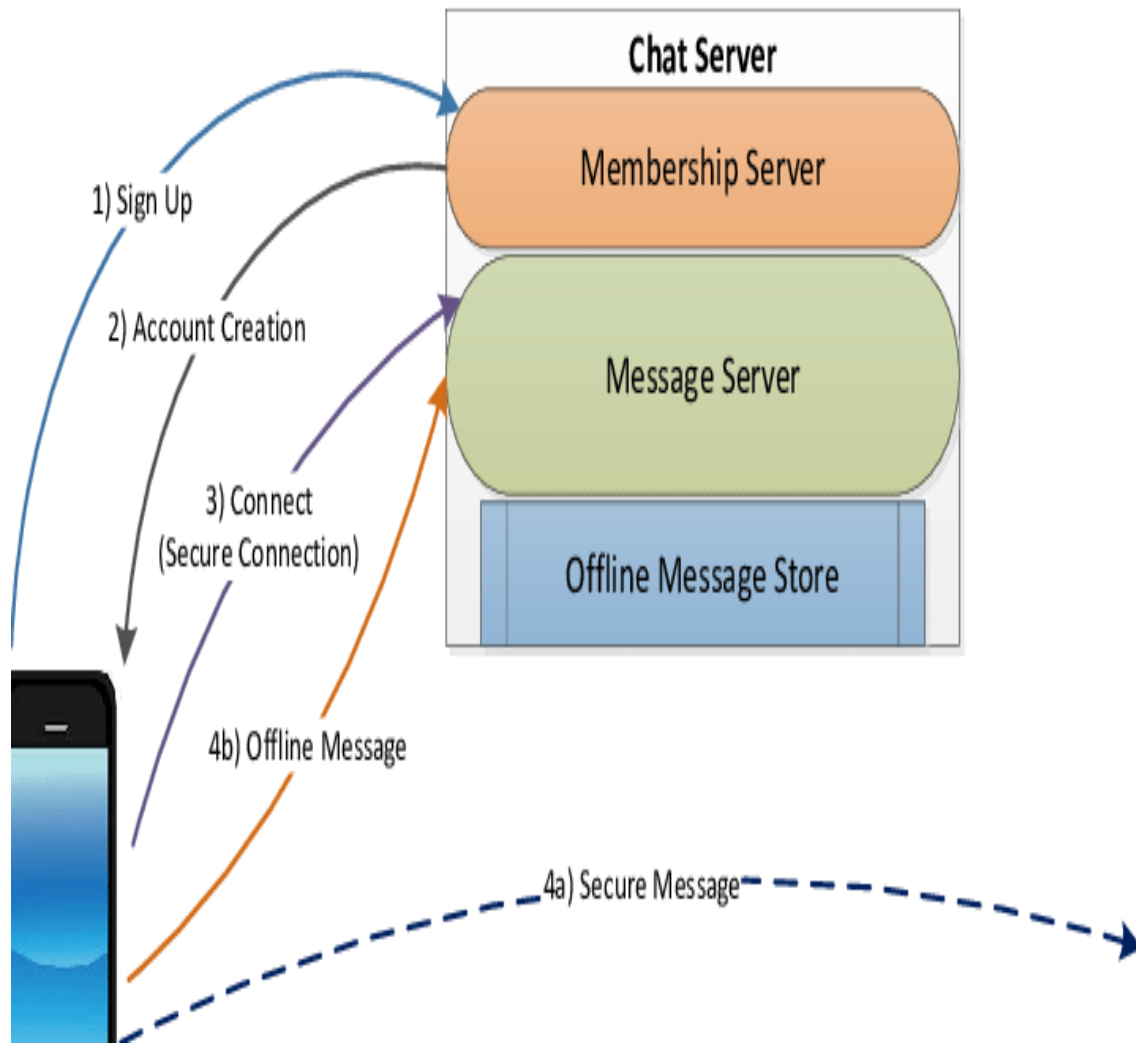 Chat Server
Membership Server
1) Sign Up
2) Account Creation
Message Server
3) Connect
(Secure Connection)
Offline Message Store
4b) Offline Message
4a) Secure Message